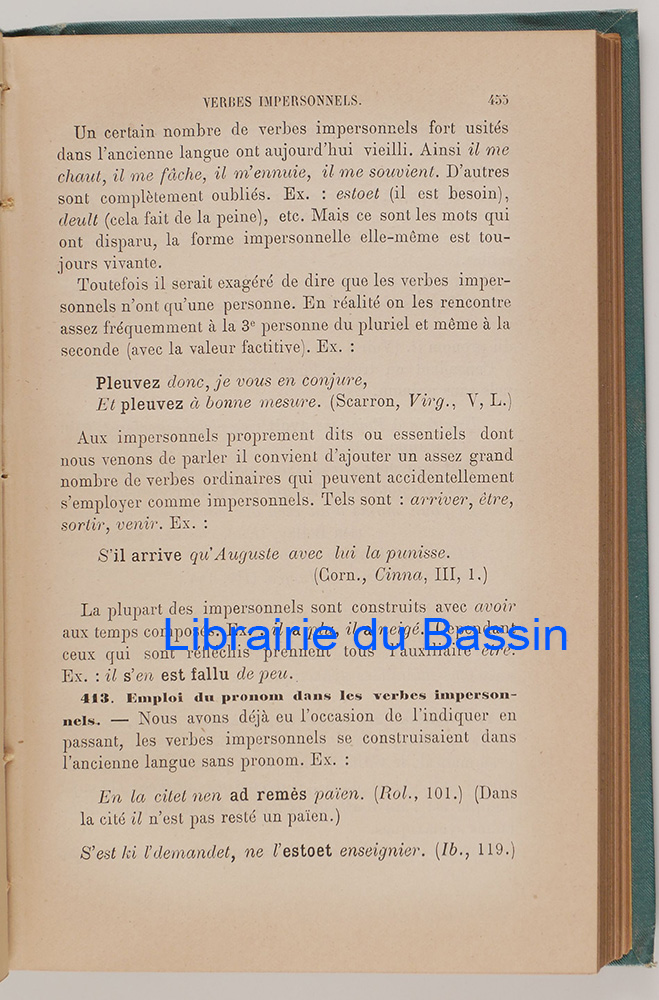 VERBES IMPERSONNELS. 455
Un certain nombre de verbes impersonnels fort usités
dans l'ancienne langue ont aujourd'hui vieilli. Ainsi il me
chaut, il me fâche, il m'ennuie, il me souvient. D'autres
sont complètement oubliés. Ex. : estoet (il est besoin),
deult (cela fait de la peine), etc. Mais ce sont les mots qui
ont disparu, la forme impersonnelle elle-même est tou-
jours vivante.
Toutefois il serait exagéré de dire que les verbes imper-
sonnels n'ont qu'une personne. En réalité on les rencontre
assez fréquemment à la 3e personne du pluriel et même à la
seconde (avec la valeur factitive). Ex. :
Pleuvez donc, je vous en conjure,
Et pleuvez à bonne mesure. (Scarron, Virg., V, L.)
Aux impersonnels proprement dits ou essentiels dont
nous venons de parler il convient d'ajouter un assez grand
nombre de verbes ordinaires qui peuvent accidentellement
s'employer comme impersonnels. Tels sont : arriver, être,
sortir, venir. Ex. :
S'il arrive qu'Auguste avec lui la punisse.
(Corn., Cinna, III, 1.)
La plupart des impersonnels sont construits avec avoir
aux temps composés. Ex. : il a plu, il a neigé. Cependant
Librairie du Bassin
ceux qui sont réfléchis prennent tous l'auxiliaire être.
Ex. : il s'en est fallu de peu.
413. Emploi du pronom dans les verbes imperson-
nels. — Nous avons déjà eu l'occasion de l'indiquer en
passant, les verbes impersonnels se construisaient dans
l'ancienne langue sans pronom. Ex. :
En la citet nen ad remès païen. (Rol., 101.) (Dans
la cité il n'est pas resté un païen.)
S'est ki l'demandet, ne l'estoet enseignier. (Ib., 119.)